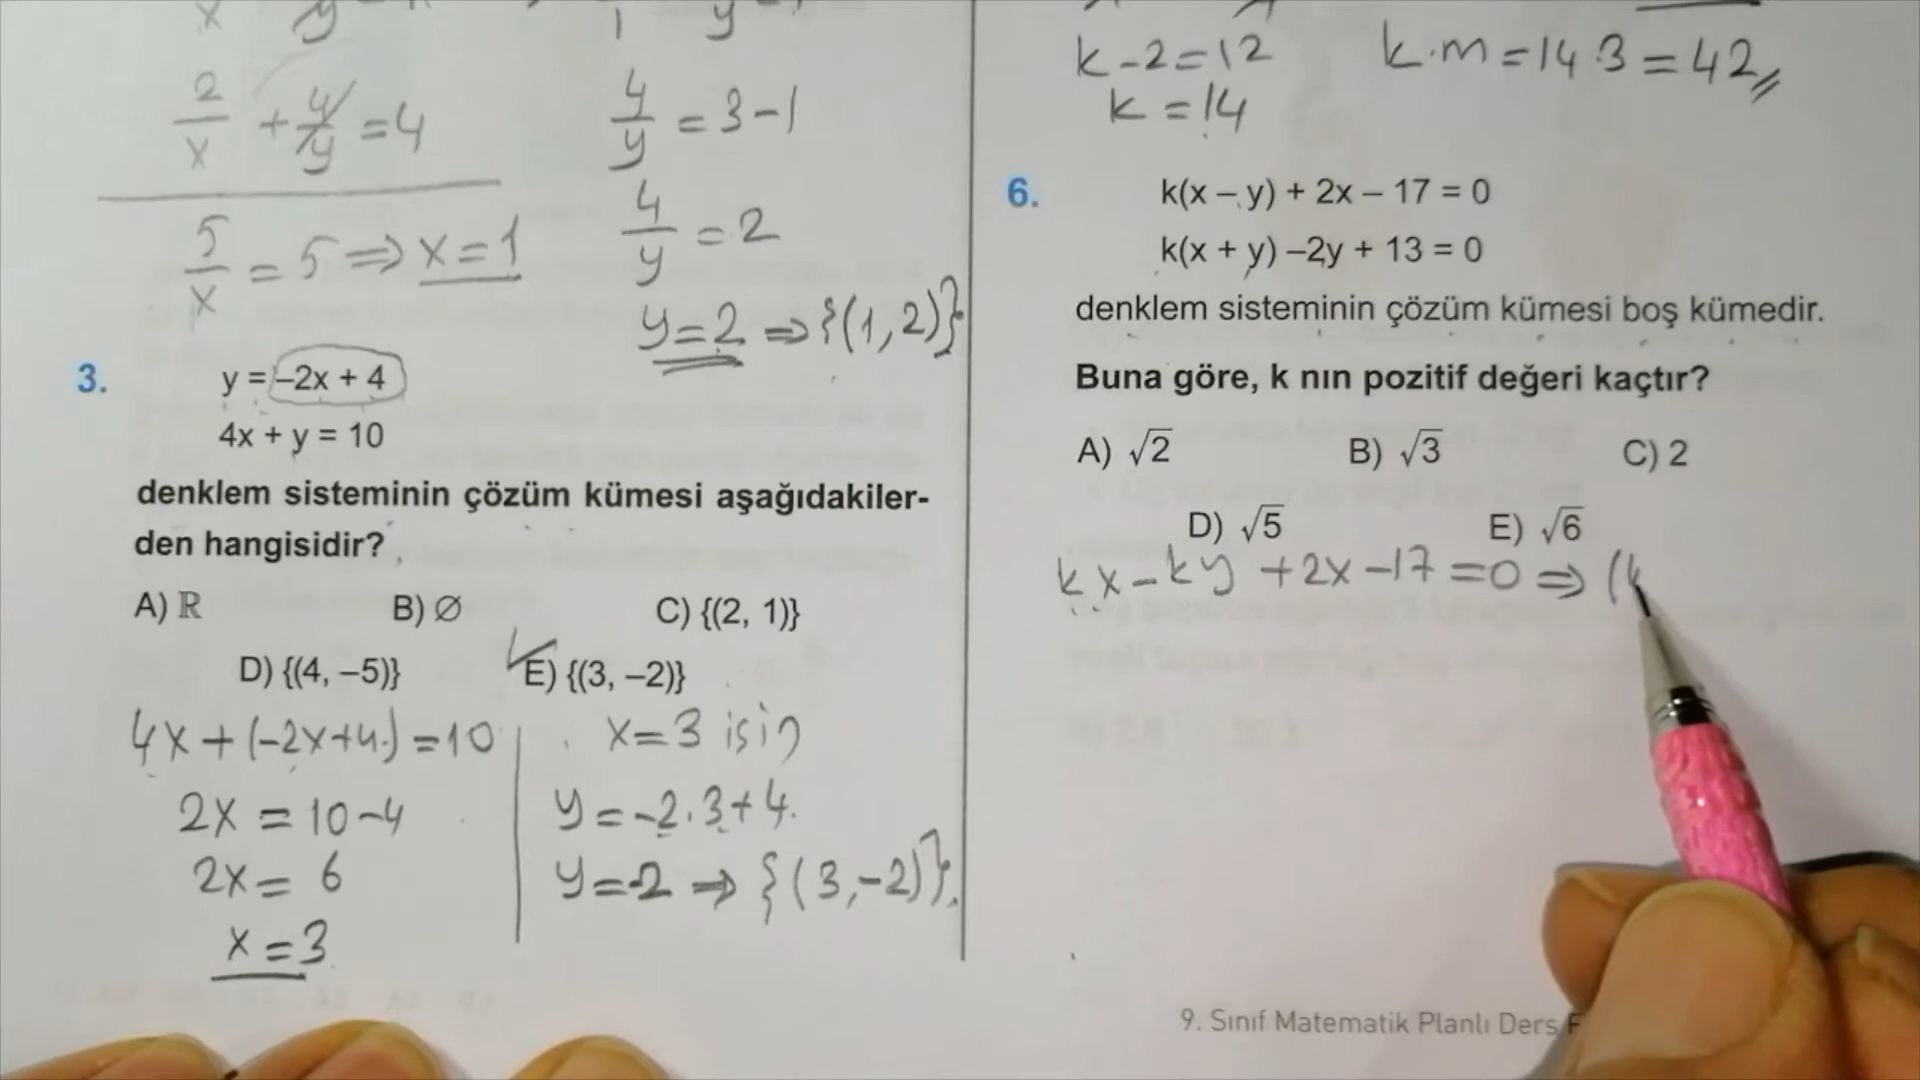 2/x + y/y = 4
5/x = 5 ⇒ x = 1
4/y = 3 - 1
4/y = 2
y = 2 ⇒ {(1, 2)}
3. y = -2x + 4
4x + y = 10
denklem sisteminin çözüm kümesi aşağıdakiler-
den hangisidir?
A) ℝ B) ∅ C) {(2, 1)}
D) {(4, –5)} E) {(3, –2)}
4x + (-2x+4.) = 10
2x = 10-4
2x = 6
x = 3
x = 3 için
y = -2.3+4.
y = -2 ⇒ {(3,-2)}.
k - 2 = 12
k = 14
k.m = 14.3 = 42
6. k(x – y) + 2x – 17 = 0
k(x + y) –2y + 13 = 0
denklem sisteminin çözüm kümesi boş kümedir.
Buna göre, k nın pozitif değeri kaçtır?
A) √2 B) √3 C) 2
D) √5 E) √6
kx - ky + 2x - 17 = 0 ⇒ (k
9. Sınıf Matematik Planlı Ders